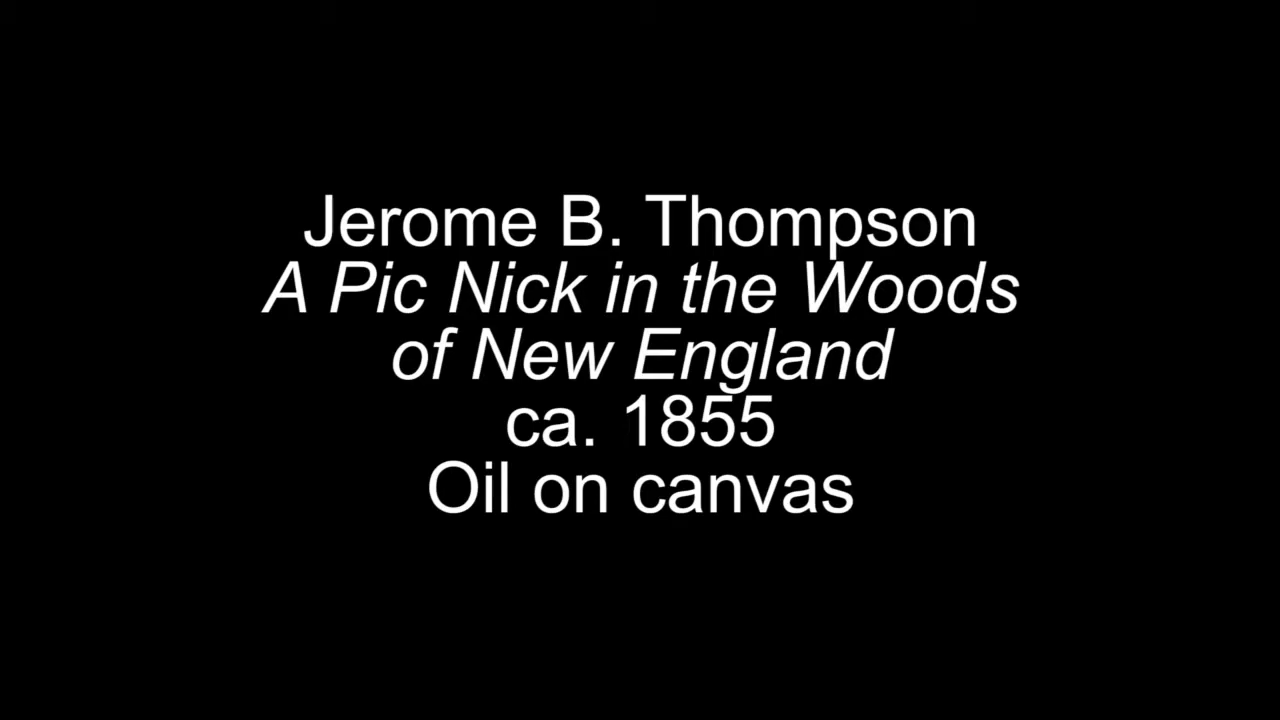 Jerome B. Thompson
A Pic Nick in the Woods
of New England
ca. 1855
Oil on canvas